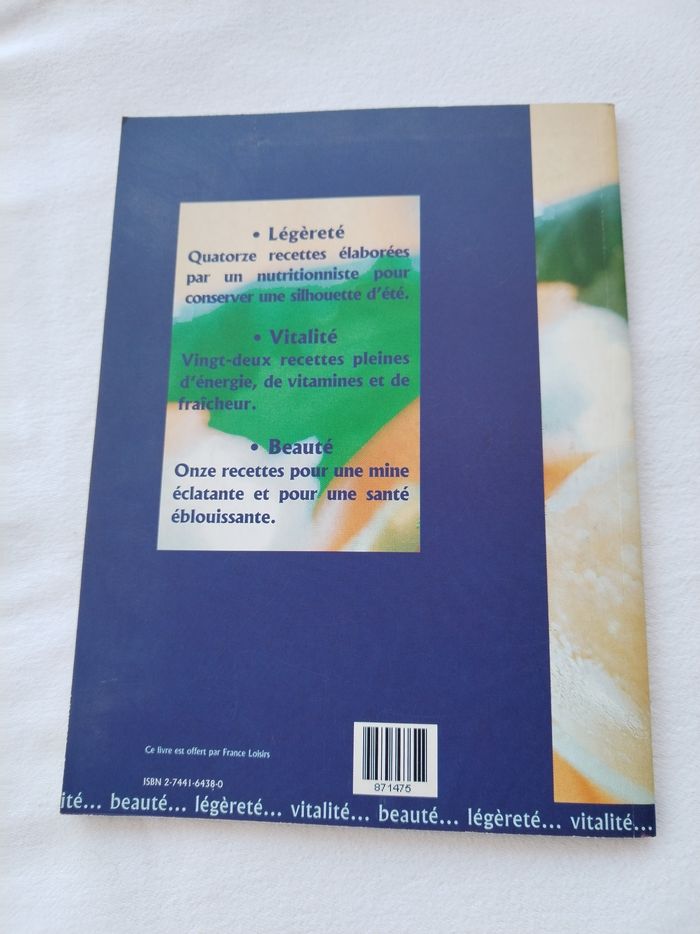 • Légèreté
Quatorze recettes élaborées
par un nutritionniste pour
conserver une silhouette d'été.
• Vitalité
Vingt-deux recettes pleines
d'énergie, de vitamines et de
fraîcheur.
• Beauté
Onze recettes pour une mine
éclatante et pour une santé
éblouissante.
Ce livre est offert par France Loisirs
ISBN 2-7441-6438-0
871475
ité... beauté... légèreté... vitalité... beauté... légèreté... vitalité...